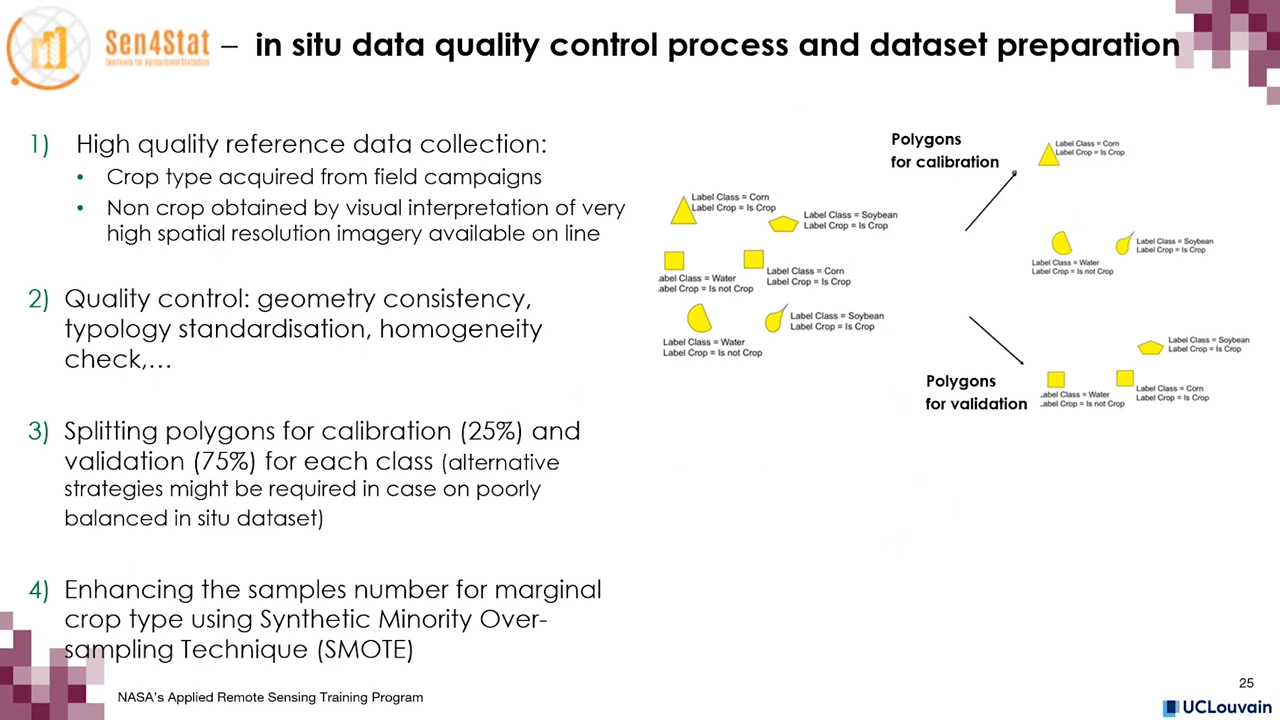 Sen4Stat – in situ data quality control process and dataset preparation
Sentinels for Agricultural Statistics
1) High quality reference data collection:
• Crop type acquired from field campaigns
• Non crop obtained by visual interpretation of very
high spatial resolution imagery available on line
2) Quality control: geometry consistency,
typology standardisation, homogeneity
check,…
3) Splitting polygons for calibration (25%) and
validation (75%) for each class (alternative
strategies might be required in case on poorly
balanced in situ dataset)
4) Enhancing the samples number for marginal
crop type using Synthetic Minority Over-
sampling Technique (SMOTE)
Label Class = Corn
Label Crop = Is Crop
Label Class = Soybean
Label Crop = Is Crop
abel Class = Water
abel Crop = Is not Crop
Label Class = Corn
Label Crop = Is Crop
Label Class = Water
Label Crop = Is not Crop
Label Class = Soybean
Label Crop = Is Crop
Polygons
for calibration
Label Class = Corn
Label Crop = Is Crop
Label Class = Water
Label Crop = Is not Crop
Label Class = Soybean
Label Crop = Is Crop
Polygons
for validation
Label Class = Soybean
Label Crop = Is Crop
Label Class = Water
Label Crop = Is not Crop
Label Class = Corn
Label Crop = Is Crop
NASA's Applied Remote Sensing Training Program
25
UCLouvain